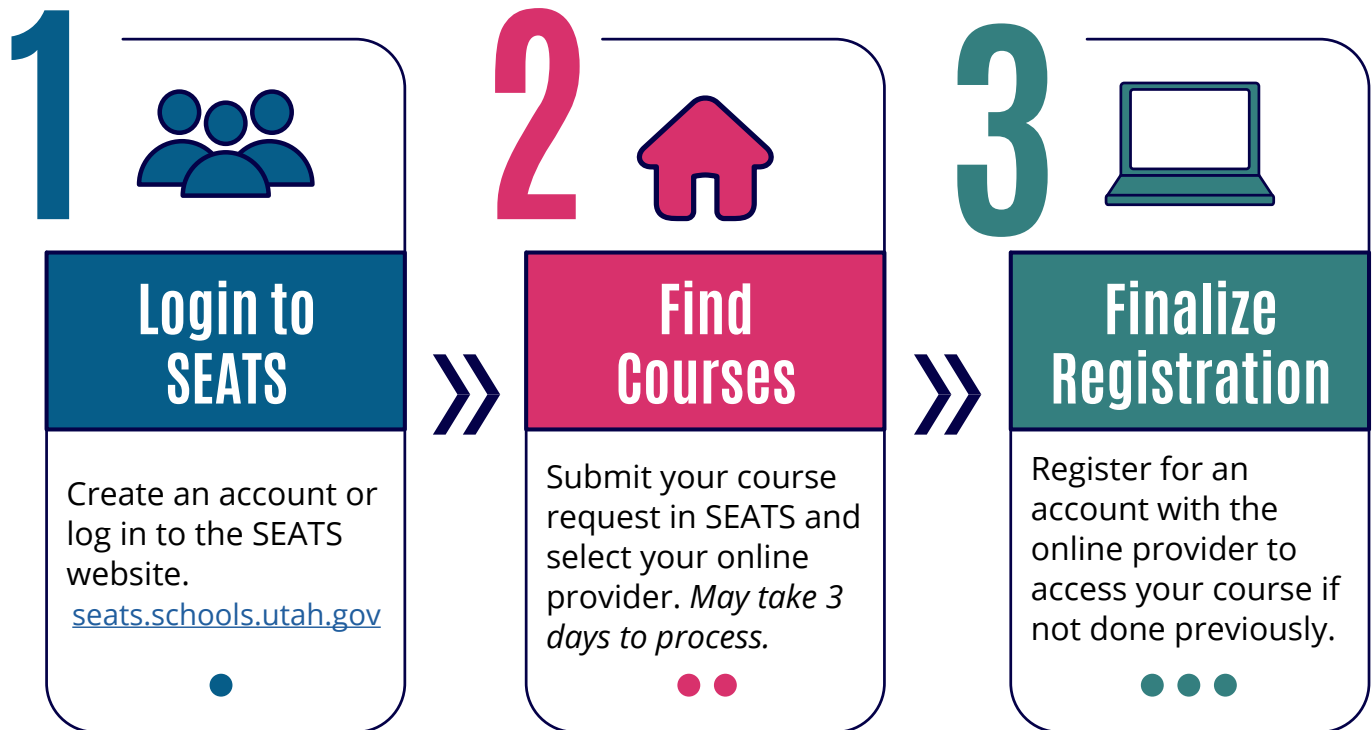 1
Login to
SEATS
Create an account or
log in to the SEATS
website.
seats.schools.utah.gov
2
Find
Courses
Submit your course
request in SEATS and
select your online
provider. May take 3
days to process.
3
Finalize
Registration
Register for an
account with the
online provider to
access your course if
not done previously.